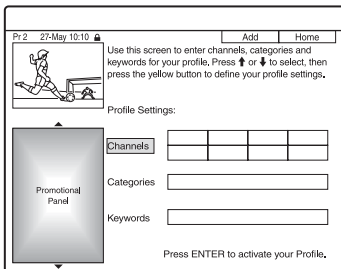 Pr 2 27-May 10:10
Add Home
Use this screen to enter channels, categories and
keywords for your profile. Press ↑ or ↓ to select, then
press the yellow button to define your profile settings.
Profile Settings:
Channels
Promotional
Panel
Categories
Keywords
Press ENTER to activate your Profile.